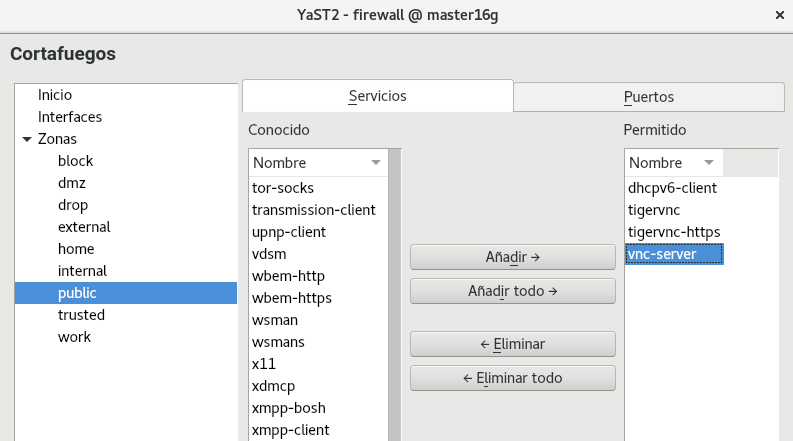 YaST2 - firewall @ master16g
Cortafuegos
Inicio
Interfaces
Zonas
block
dmz
drop
external
home
internal
public
trusted
work
Servicios
Puertos
Conocido
Nombre
tor-socks
transmission-client
upnp-client
vdsm
wbem-http
wbem-https
wsman
wsmans
x11
xdmcp
xmpp-bosh
xmpp-client
Añadir →
Añadir todo →
← Eliminar
← Eliminar todo
Permitido
Nombre
dhcpv6-client
tigervnc
tigervnc-https
vnc-server